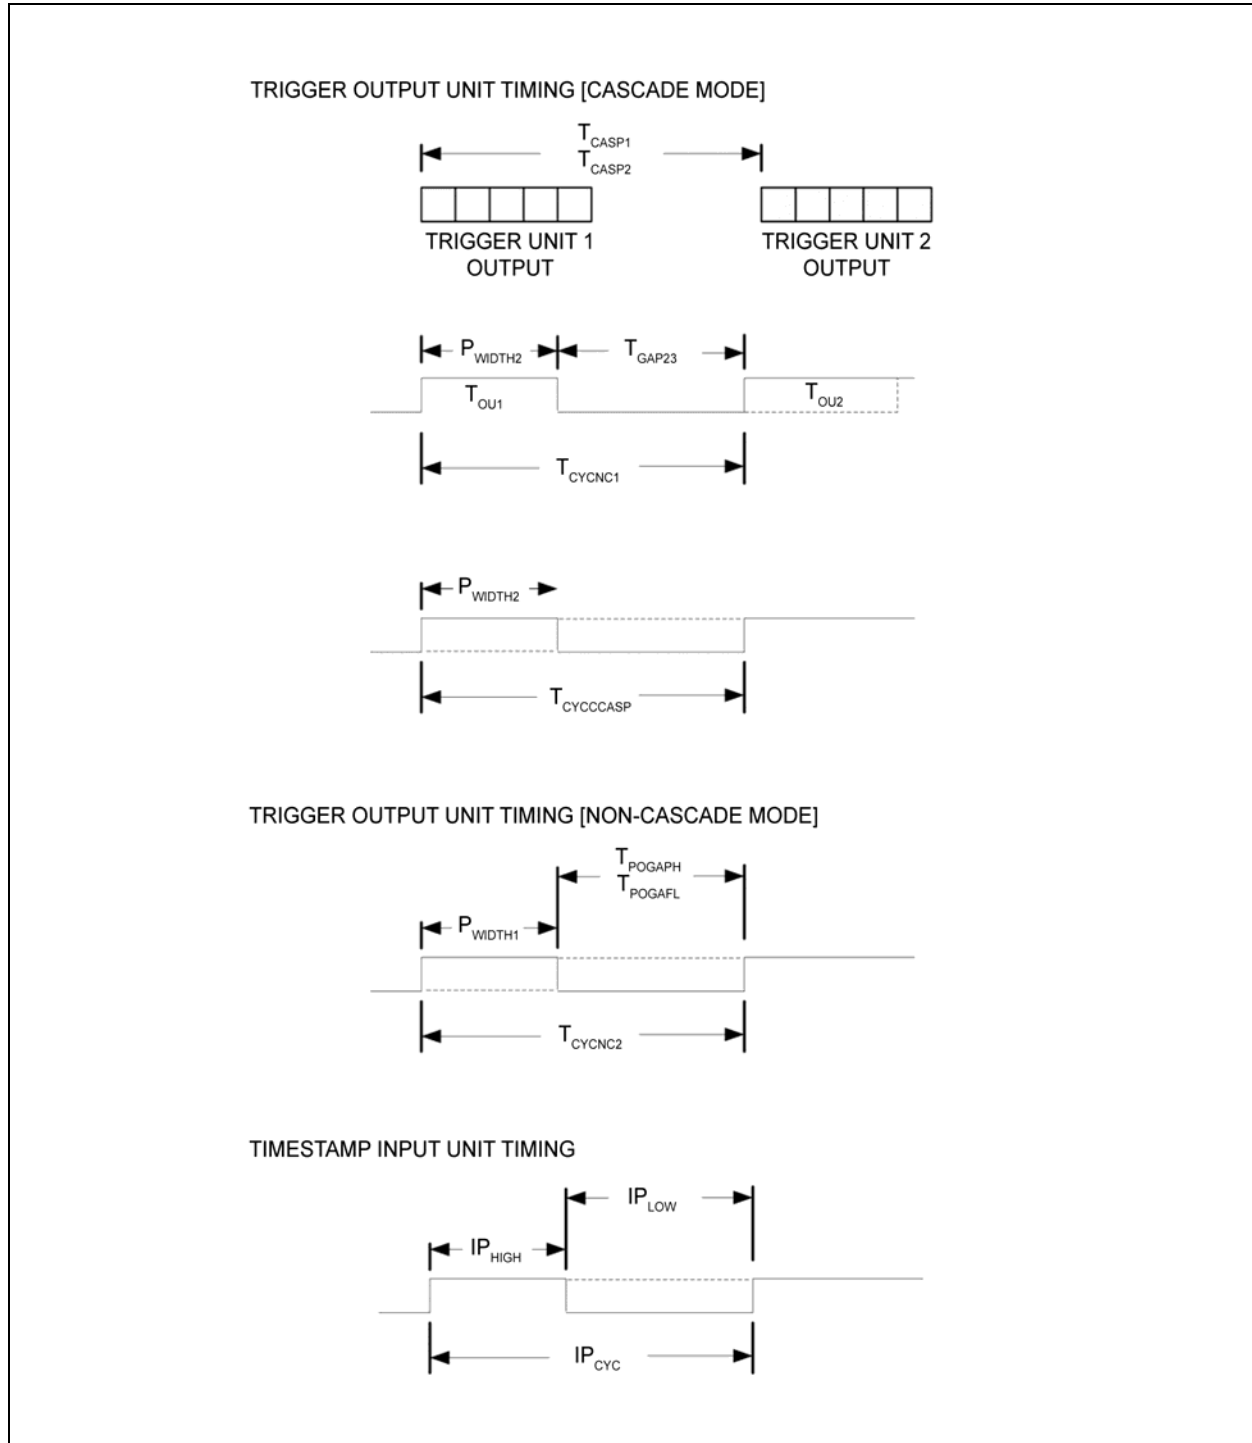 TRIGGER OUTPUT UNIT TIMING [CASCADE MODE]
TCASP1
TCASP2
TRIGGER UNIT 1
OUTPUT
TRIGGER UNIT 2
OUTPUT
PWIDTH2
TGAP23
TOU1
TOU2
TCYCNC1
PWIDTH2
TCYCCCASP
TRIGGER OUTPUT UNIT TIMING [NON-CASCADE MODE]
TPOGAPH
TPOGAFL
PWIDTH1
TCYCNC2
TIMESTAMP INPUT UNIT TIMING
IPLOW
IPHIGH
IPCYC